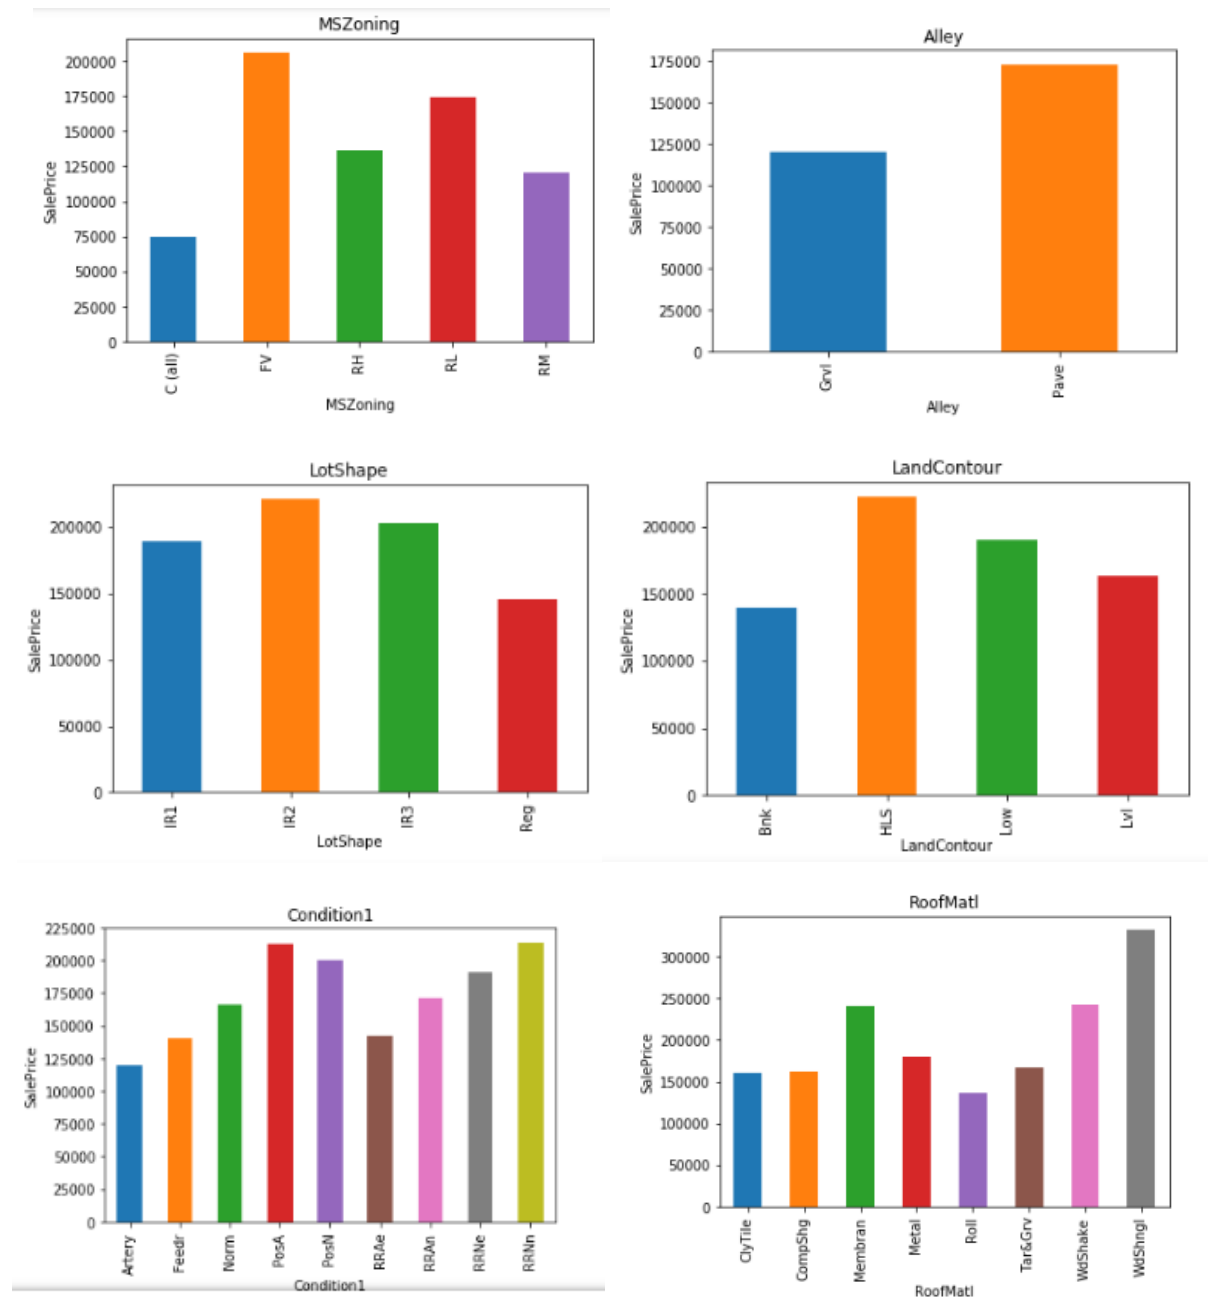 MSZoning
200000
175000
150000
125000
100000
75000
50000
25000
0
SalePrice
C (all)
FV
RH
RL
RM
MSZoning
Alley
175000
150000
125000
100000
75000
50000
25000
0
SalePrice
Grvl
Pave
Alley
LotShape
200000
150000
100000
50000
0
SalePrice
IR1
IR2
IR3
Reg
LotShape
LandContour
200000
150000
100000
50000
0
SalePrice
Bnk
HLS
Low
Lvl
LandContour
Condition1
225000
200000
175000
150000
125000
100000
75000
50000
25000
0
SalePrice
Artery
Feedr
Norm
PosA
PosN
RRAe
RRAn
RRNe
RRNn
Condition1
RoofMatl
300000
250000
200000
150000
100000
50000
0
SalePrice
ClyTile
CompShg
Membran
Metal
Roll
Tar&Grv
WdShake
WdShngl
RoofMatl